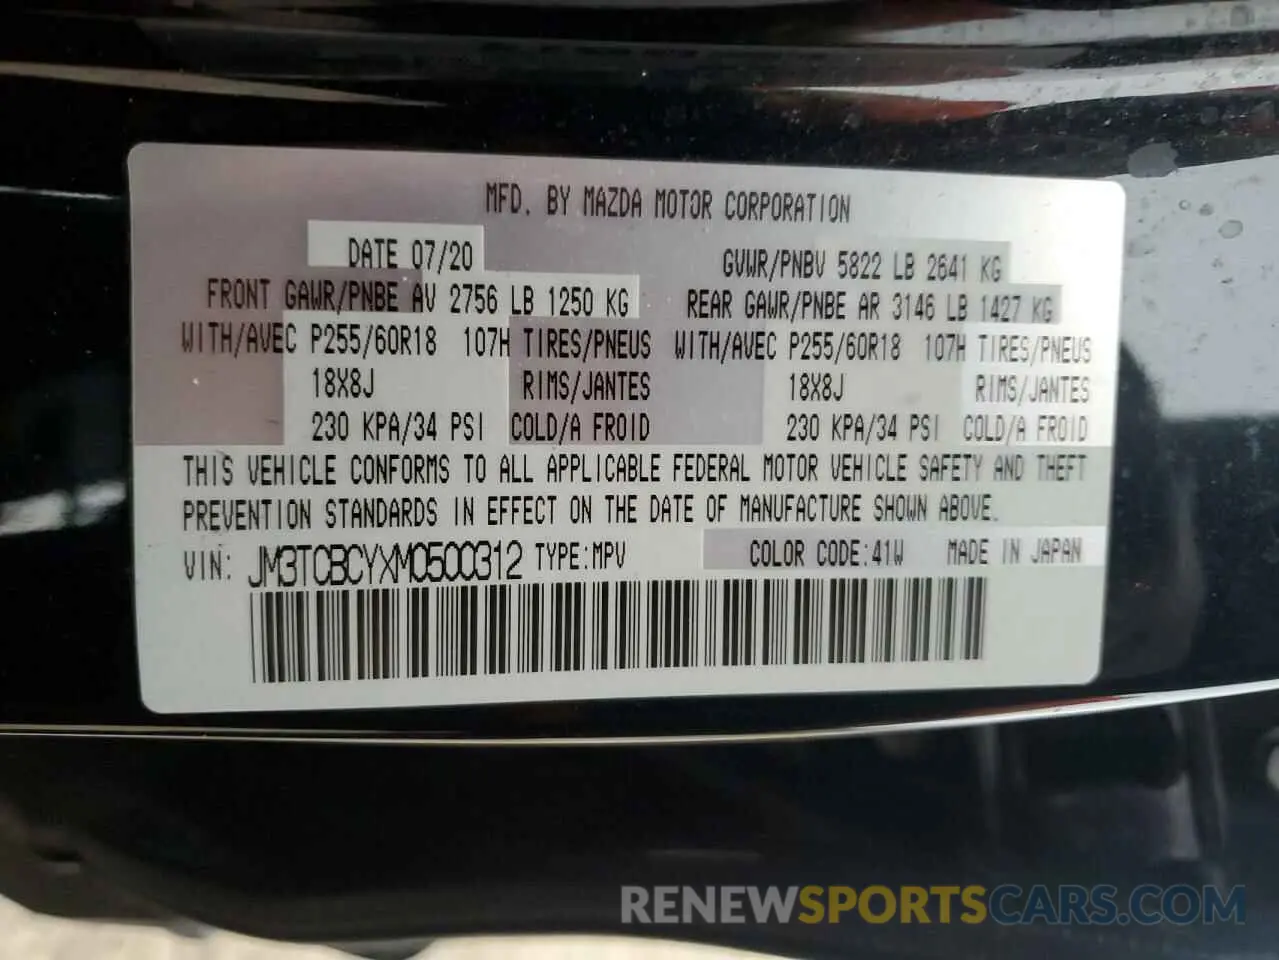 MFD. BY MAZDA MOTOR CORPORATION
DATE 07/20 GVWR/PNBV 5822 LB 2641 KG
FRONT GAWR/PNBE AV 2756 LB 1250 KG REAR GAWR/PNBE AR 3146 LB 1427 KG
WITH/AVEC P255/60R18 107H TIRES/PNEUS WITH/AVEC P255/60R18 107H TIRES/PNEUS
18X8J RIMS/JANTES 18X8J RIMS/JANTES
230 KPA/34 PSI COLD/A FROID 230 KPA/34 PSI COLD/A FROID
THIS VEHICLE CONFORMS TO ALL APPLICABLE FEDERAL MOTOR VEHICLE SAFETY AND THEFT
PREVENTION STANDARDS IN EFFECT ON THE DATE OF MANUFACTURE SHOWN ABOVE.
VIN: JM3TCBCYXM0500312 TYPE:MPV COLOR CODE:41W MADE IN JAPAN
RENEWSPORTSCARS.COM